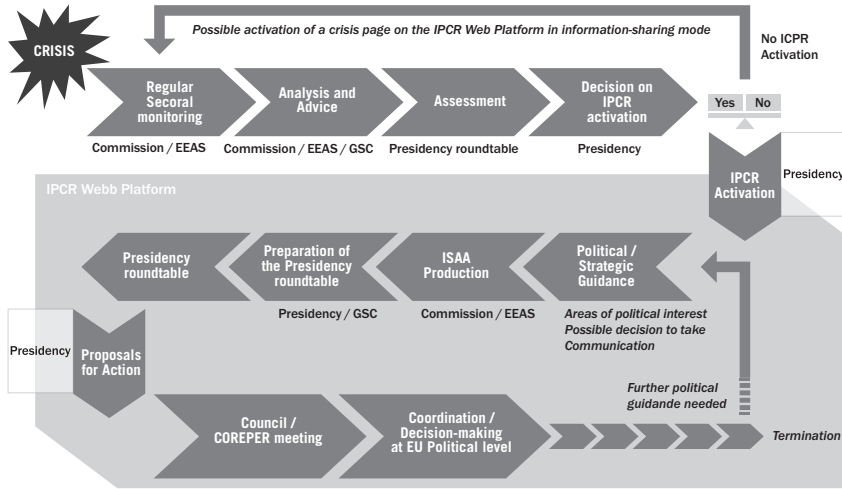 Possible activation of a crisis page on the IPCR Web Platform in information-sharing mode
No ICPR
Activation
CRISIS
Regular
Secoral
monitoring
Analysis and
Advice
Assessment
Decision on
IPCR
activation
Yes
No
Commission / EEAS
Commission / EEAS / GSC
Presidency roundtable
Presidency
IPCR
Activation
Presidency
IPCR Webb Platform
Presidency
roundtable
Preparation of
the Presidency
roundtable
ISAA
Production
Political /
Strategic
Guidance
Presidency / GSC
Commission / EEAS
Areas of political interest
Possible decision to take
Communication
Presidency
Proposals
for Action
Further political
guidande needed
Council /
COREPER meeting
Coordination /
Decision-making
at EU Political level
Termination